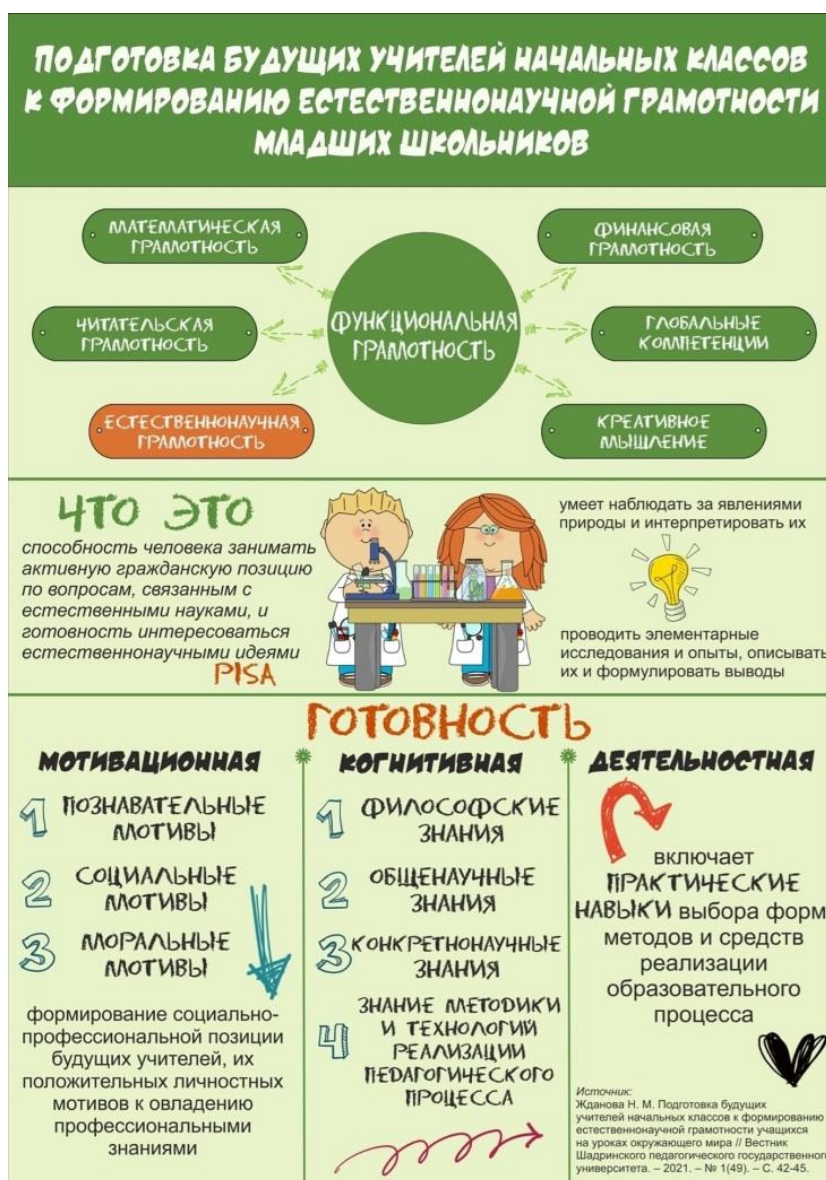 ПОДГОТОВКА БУДУЩИХ УЧИТЕЛЕЙ НАЧАЛЬНЫХ КЛАССОВ
К ФОРМИРОВАНИЮ ЕСТЕСТВЕННОНАУЧНОЙ ГРАМОТНОСТИ
МЛАДШИХ ШКОЛЬНИКОВ
МАТЕМАТИЧЕСКАЯ
ГРАМОТНОСТЬ
ФИНАНСОВАЯ
ГРАМОТНОСТЬ
ЧИТАТЕЛЬСКАЯ
ГРАМОТНОСТЬ
ФУНКЦИОНАЛЬНАЯ
ГРАМОТНОСТЬ
ГЛОБАЛЬНЫЕ
КОМПЕТЕНЦИИ
ЕСТЕСТВЕННОНАУЧНАЯ
ГРАМОТНОСТЬ
КРЕАТИВНОЕ
МЫШЛЕНИЕ
ЧТО ЭТО
способность человека занимать
активную гражданскую позицию
по вопросам, связанным с
естественными науками, и
готовность интересоваться
естественнонаучными идеями
PISA
умеет наблюдать за явлениями
природы и интерпретировать их
проводить элементарные
исследования и опыты, описывать
их и формулировать выводы
ГОТОВНОСТЬ
МОТИВАЦИОННАЯ
1 ПОЗНАВАТЕЛЬНЫЕ
МОТИВЫ
2 СОЦИАЛЬНЫЕ
МОТИВЫ
3 МОРАЛЬНЫЕ
МОТИВЫ
формирование социально-
профессиональной позиции
будущих учителей, их
положительных личностных
мотивов к овладению
профессиональными
знаниями
КОГНИТИВНАЯ
1 ФИЛОСОФСКИЕ
ЗНАНИЯ
2 ОБЩЕНАУЧНЫЕ
ЗНАНИЯ
3 КОНКРЕТНОНАУЧНЫЕ
ЗНАНИЯ
4 ЗНАНИЕ МЕТОДИКИ
И ТЕХНОЛОГИЙ
РЕАЛИЗАЦИИ
ПЕДАГОГИЧЕСКОГО
ПРОЦЕССА
ДЕЯТЕЛЬНОСТНАЯ
включает
ПРАКТИЧЕСКИЕ
НАВЫКИ выбора форм
методов и средств
реализации
образовательного
процесса
Источник:
Жданова Н. М. Подготовка будущих
учителей начальных классов к формированию
естественнонаучной грамотности учащихся
на уроках окружающего мира // Вестник
Шадринского педагогического государственного
университета. – 2021. – № 1(49). – С. 42-45.